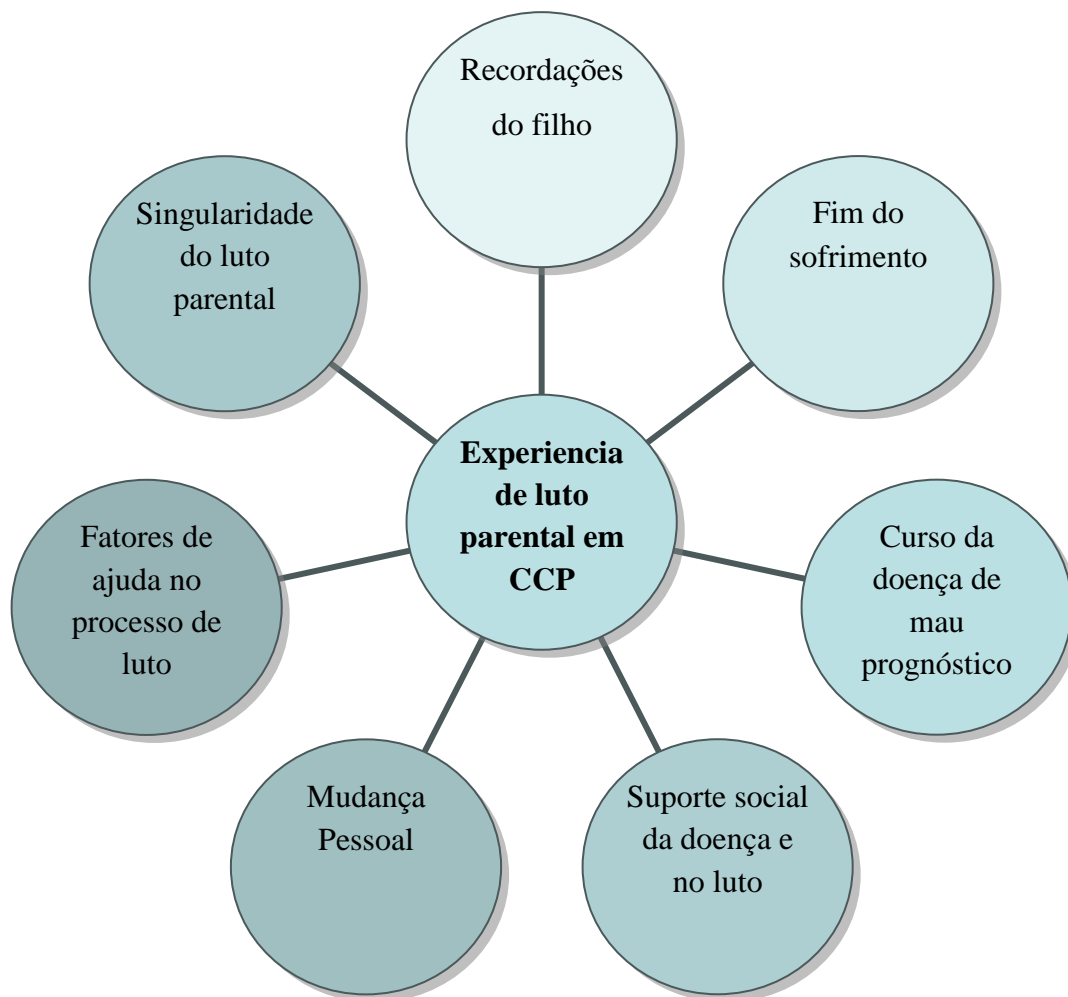 Recordações
do filho
Singularidade
do luto
parental
Fim do
sofrimento
Experiencia
de luto
parental em
CCP
Fatores de
ajuda no
processo de
luto
Curso da
doença de
mau
prognóstico
Mudança
Pessoal
Suporte social
da doença e
no luto